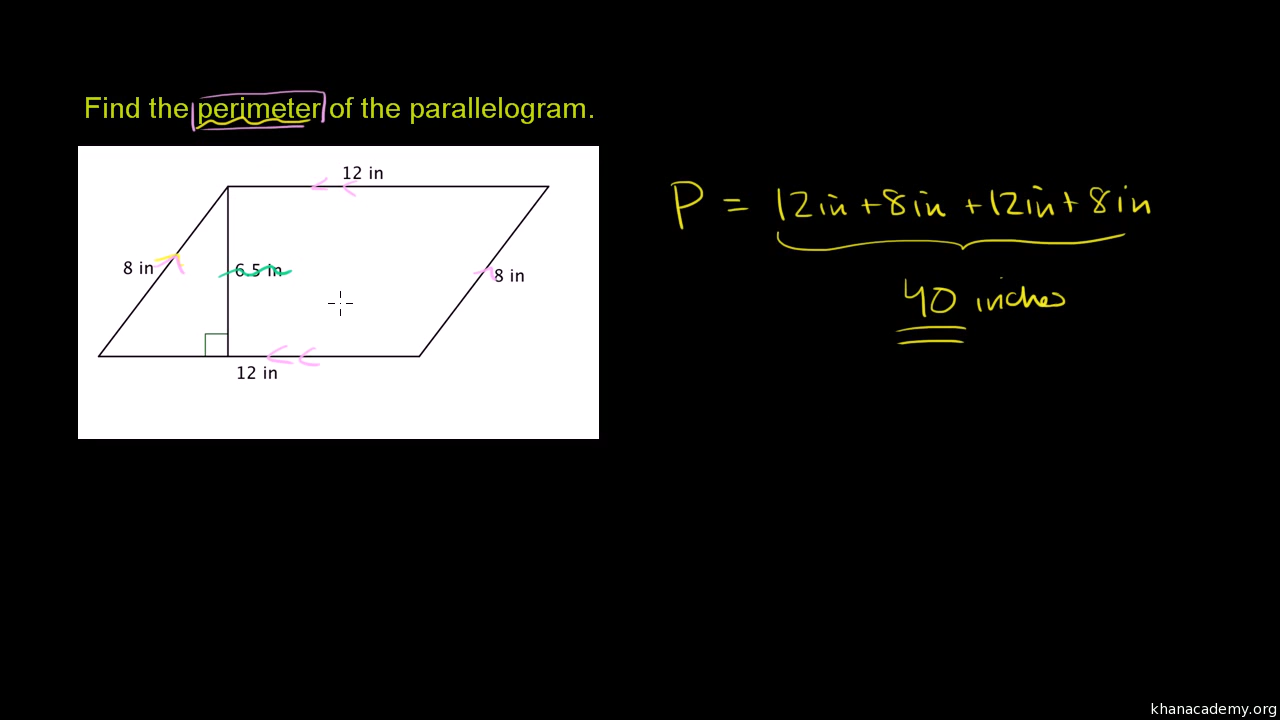 Find the perimeter of the parallelogram.
12 in
8 in
6.5 in
8 in
12 in
P = 12in + 8in + 12in + 8in
40 inches
khanacademy.org